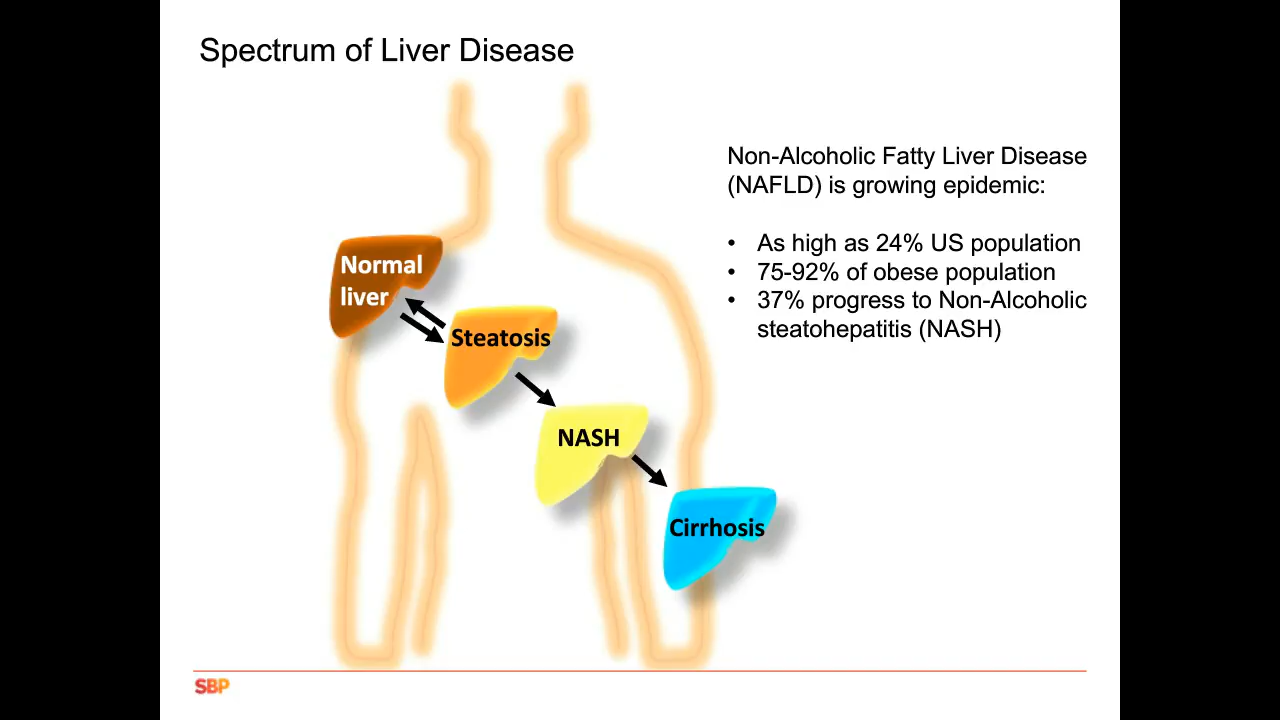 Spectrum of Liver Disease
Non-Alcoholic Fatty Liver Disease
(NAFLD) is growing epidemic:
• As high as 24% US population
• 75-92% of obese population
• 37% progress to Non-Alcoholic
steatohepatitis (NASH)
Normal
liver
Steatosis
NASH
Cirrhosis
SBP